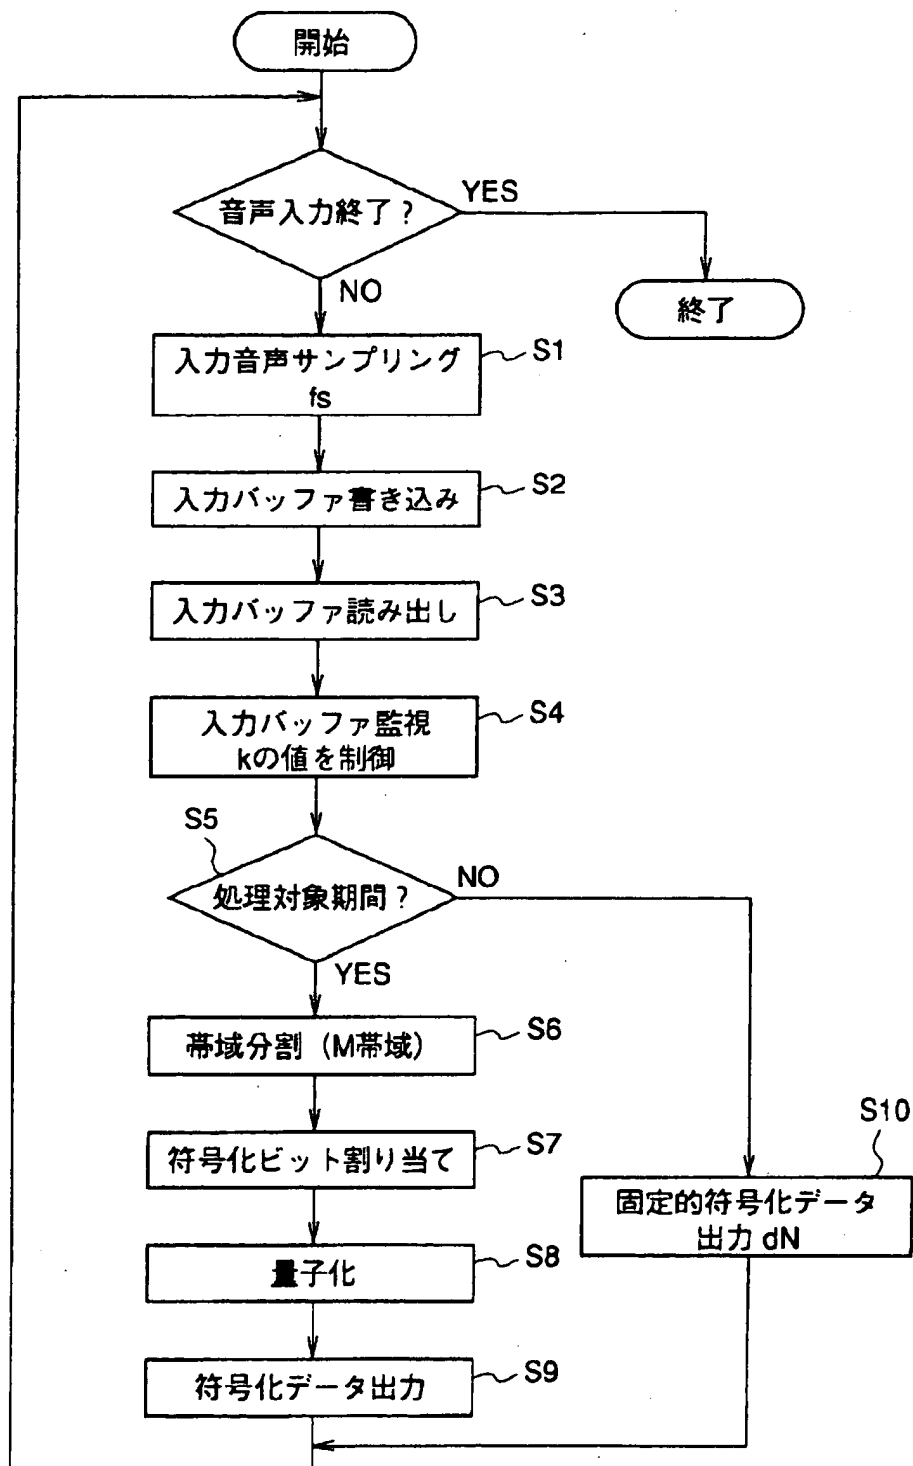 開始
音声入力終了?
YES
NO
終了
入力音声サンプリング
fs
S1
入力バッファ書き込み
S2
入力バッファ読み出し
S3
入力バッファ監視
kの値を制御
S4
S5
処理対象期間?
NO
YES
帯域分割(M帯域)
S6
符号化ビット割り当て
S7
S10
固定的符号化データ
出力 dN
量子化
S8
符号化データ出力
S9